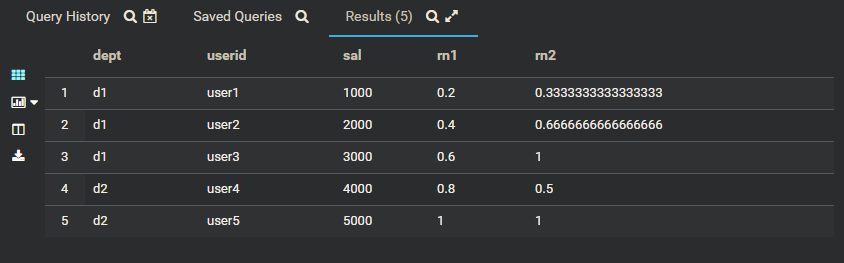 Query History Saved Queries Results (5)
dept userid sal rn1 rn2
1 d1 user1 1000 0.2 0.3333333333333333
2 d1 user2 2000 0.4 0.6666666666666666
3 d1 user3 3000 0.6 1
4 d2 user4 4000 0.8 0.5
5 d2 user5 5000 1 1